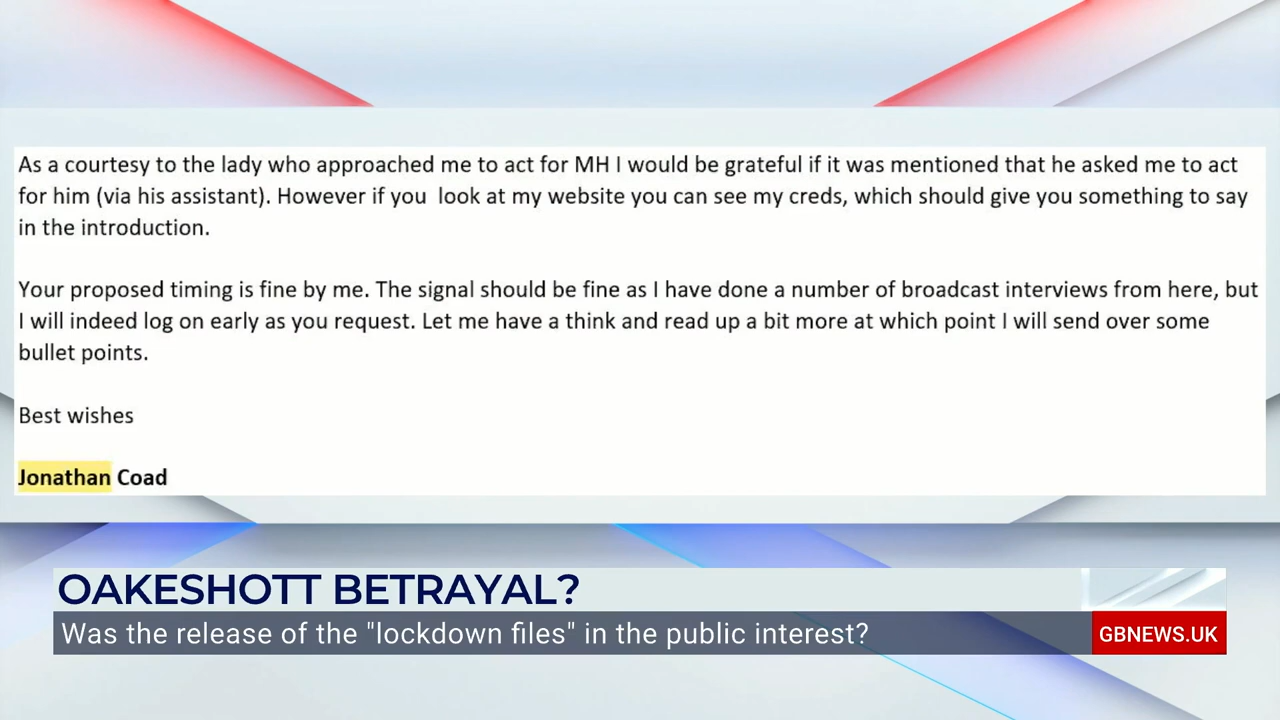 As a courtesy to the lady who approached me to act for MH I would be grateful if it was mentioned that he asked me to act
for him (via his assistant). However if you  look at my website you can see my creds, which should give you something to say
in the introduction.
Your proposed timing is fine by me. The signal should be fine as I have done a number of broadcast interviews from here, but
I will indeed log on early as you request. Let me have a think and read up a bit more at which point I will send over some
bullet points.
Best wishes
Jonathan Coad
OAKESHOTT BETRAYAL?
Was the release of the "lockdown files" in the public interest?
GBNEWS.UK